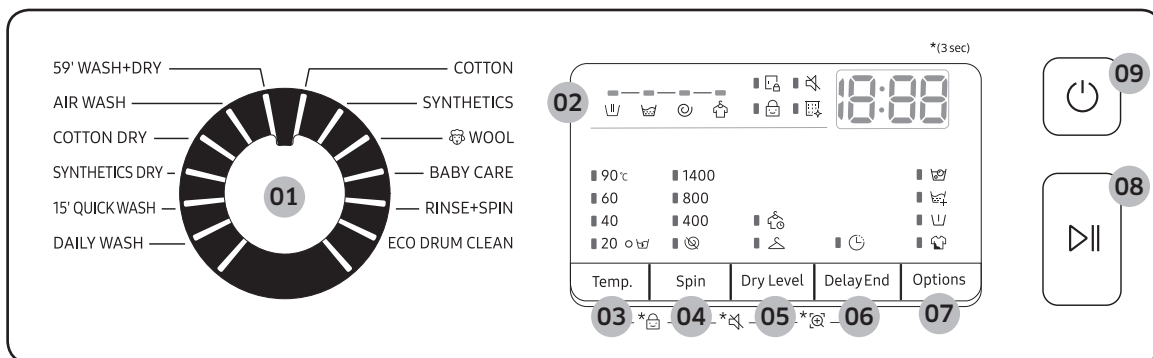 *(3 sec)
59' WASH+DRY
AIR WASH
COTTON DRY
SYNTHETICS DRY
15' QUICK WASH
DAILY WASH
01
COTTON
SYNTHETICS
WOOL
BABY CARE
RINSE+SPIN
ECO DRUM CLEAN
02
18:88
90 ℃ 1400
60 800
40 400
20
Temp. Spin Dry Level Delay End Options
03 * 04 * 05 * 06 07
09
08